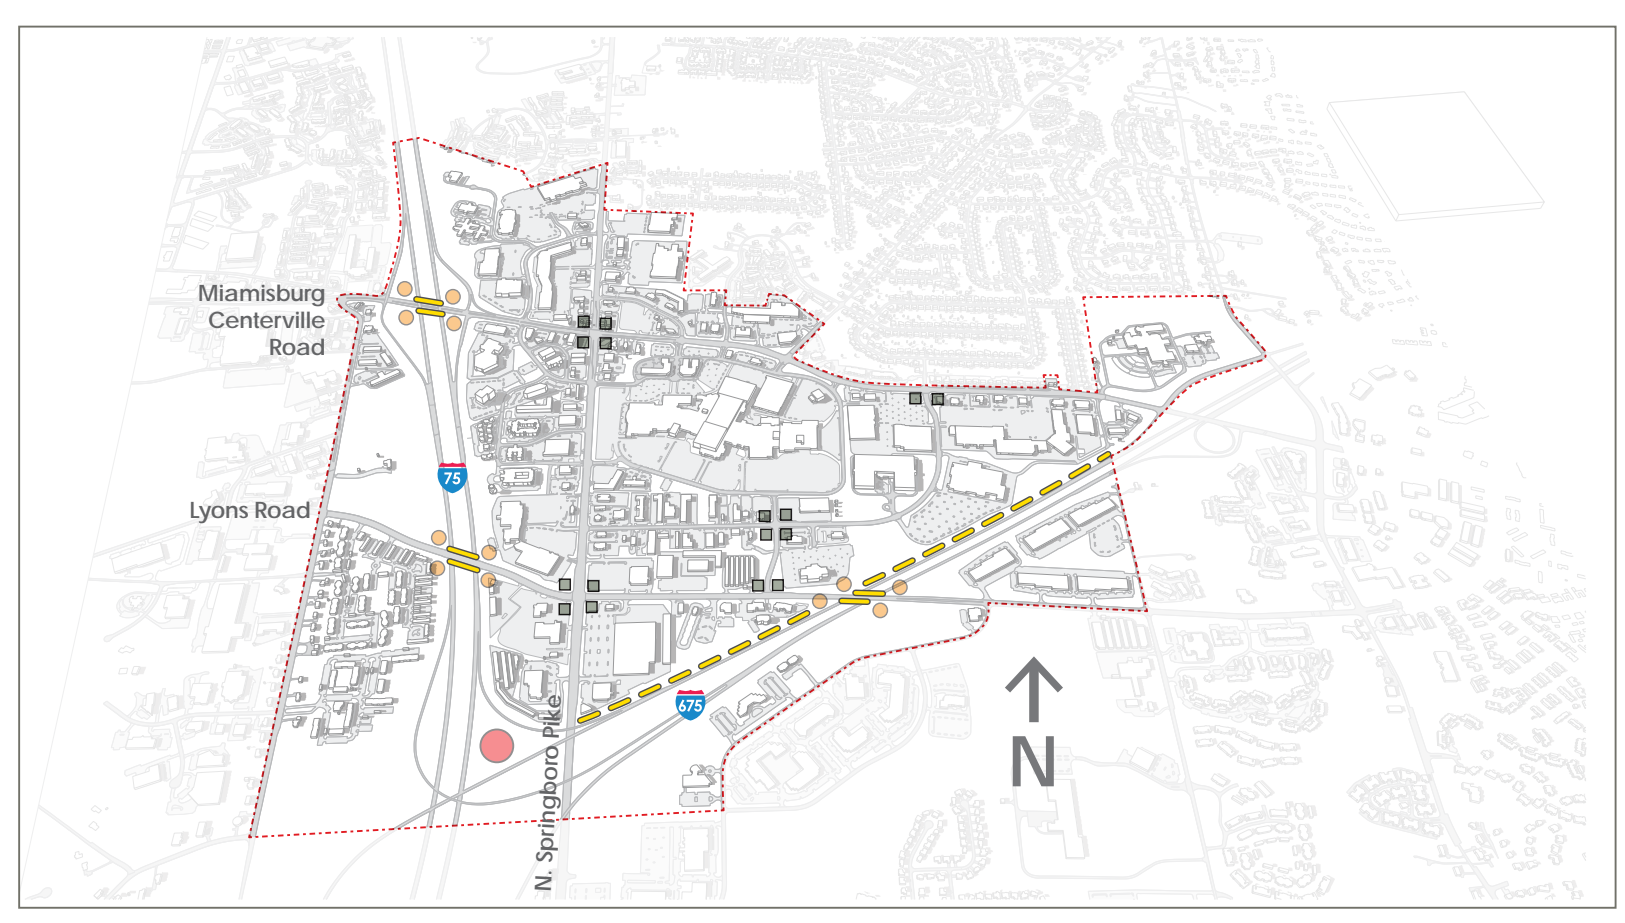 Miamisburg
Centerville
Road
75
Lyons Road
675
N. Springboro Pike
N